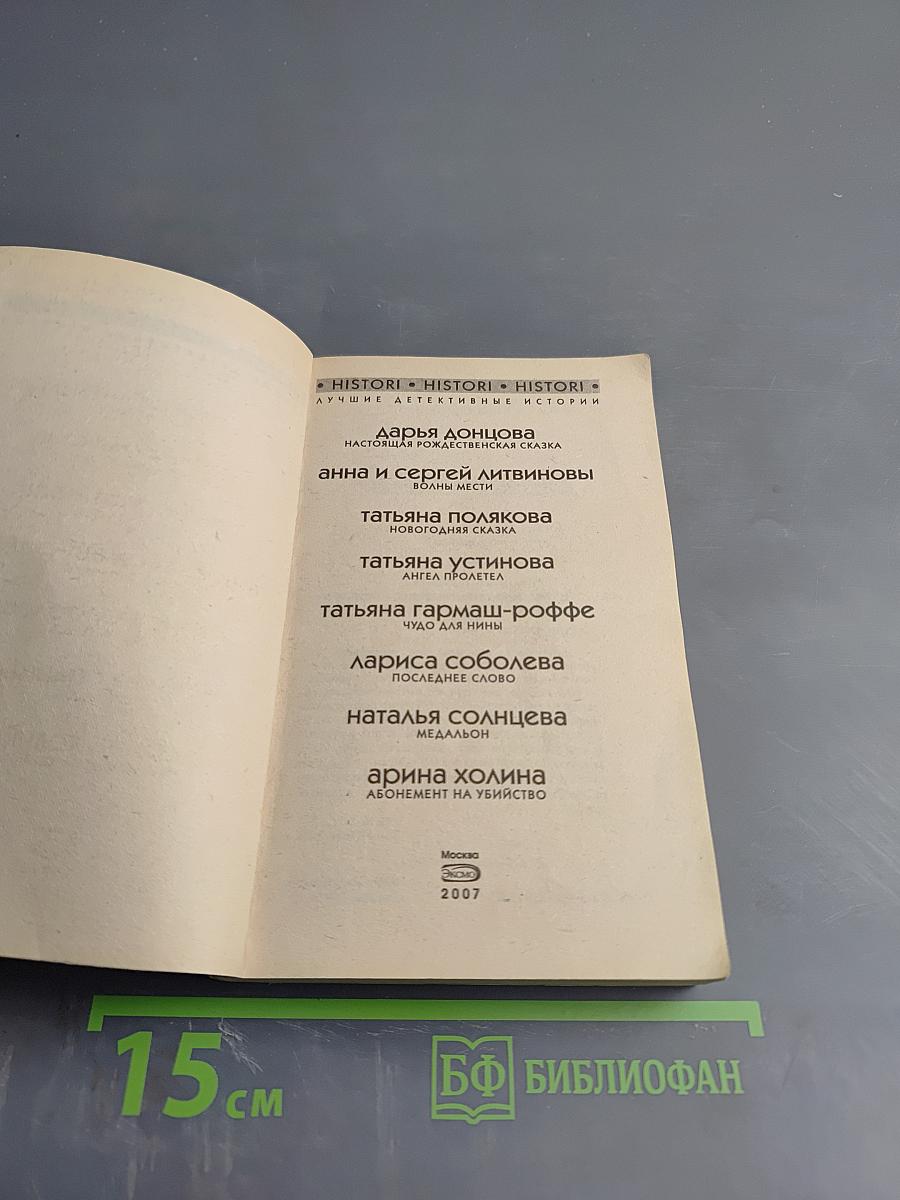 • HISTORI • HISTORI • HISTORI •
ЛУЧШИЕ ДЕТЕКТИВНЫЕ ИСТОРИИ
дарья донцова
НАСТОЯЩАЯ РОЖДЕСТВЕНСКАЯ СКАЗКА
анна и сергей литвиновы
ВОЛНЫ МЕСТИ
татьяна полякова
НОВОГОДНЯЯ СКАЗКА
татьяна устинова
АНГЕЛ ПРОЛЕТЕЛ
татьяна гармаш-роффе
ЧУДО ДЛЯ НИНЫ
лариса соболева
ПОСЛЕДНЕЕ СЛОВО
наталья солнцева
МЕДАЛЬОН
арина холина
АБОНЕМЕНТ НА УБИЙСТВО
Москва
Эксмо
2007
15 см
БФ БИБЛИОФАН